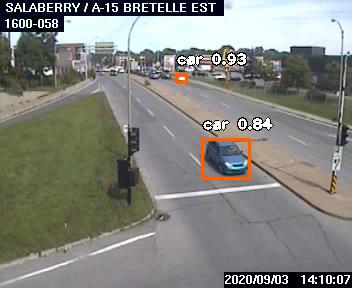 SALABERRY / A-15 BRETELLE EST
1600-058
car 0.93
car 0.84
2020/09/03 14:10:07